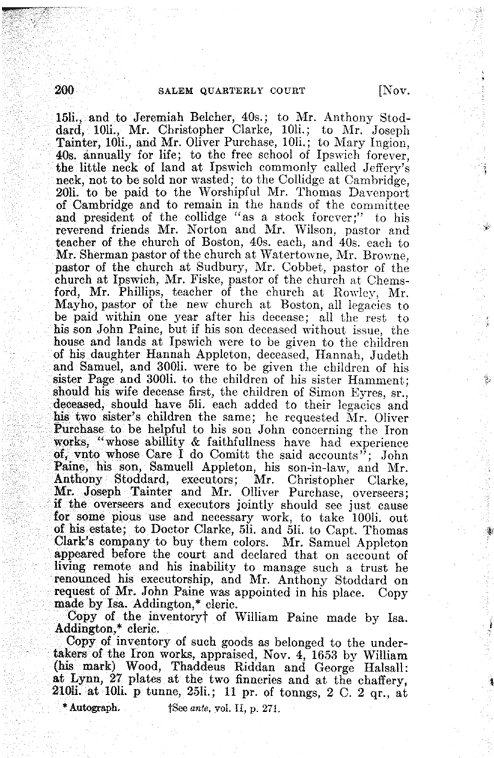 200 SALEM QUARTERLY COURT [Nov.
15li., and to Jeremiah Belcher, 40s.; to Mr. Anthony Stod-
dard, 10li., Mr. Christopher Clarke, 10li.; to Mr. Joseph
Tainter, 10li., and Mr. Oliver Purchase, 10li.; to Mary Ingion,
40s. annually for life; to the free school of Ipswich forever,
the little neck of land at Ipswich commonly called Jeffery's
neck, not to be sold nor wasted; to the Collidge at Cambridge,
20li. to be paid to the Worshipful Mr. Thomas Davenport
of Cambridge and to remain in the hands of the committee
and president of the collidge "as a stock forever;" to his
reverend friends Mr. Norton and Mr. Wilson, pastor and
teacher of the church of Boston, 40s. each, and 40s. each to
Mr. Sherman pastor of the church at Watertowne, Mr. Browne,
pastor of the church at Sudbury, Mr. Cobbet, pastor of the
church at Ipswich, Mr. Fiske, pastor of the church at Chems-
ford, Mr. Phillips, teacher of the church at Rowley, Mr.
Mayho, pastor of the new church at Boston, all legacies to
be paid within one year after his decease; all the rest to
his son John Paine, but if his son deceased without issue, the
house and lands at Ipswich were to be given to the children
of his daughter Hannah Appleton, deceased, Hannah, Judeth
and Samuel, and 300li. were to be given the children of his
sister Page and 300li. to the children of his sister Hamment;
should his wife decease first, the children of Simon Eyres, sr.,
deceased, should have 5li. each added to their legacies and
his two sister's children the same; he requested Mr. Oliver
Purchase to be helpful to his son John concerning the Iron
works, "whose abillity & faithfullness have had experience
of, vnto whose Care I do Comitt the said accounts"; John
Paine, his son, Samuell Appleton, his son-in-law, and Mr.
Anthony Stoddard, executors; Mr. Christopher Clarke,
Mr. Joseph Tainter and Mr. Olliver Purchase, overseers;
if the overseers and executors jointly should see just cause
for some pious use and necessary work, to take 100li. out
of his estate; to Doctor Clarke, 5li. and 5li. to Capt. Thomas
Clark's company to buy them colors. Mr. Samuel Appleton
appeared before the court and declared that on account of
living remote and his inability to manage such a trust he
renounced his executorship, and Mr. Anthony Stoddard on
request of Mr. John Paine was appointed in his place. Copy
made by Isa. Addington,* cleric.
Copy of the inventory† of William Paine made by Isa.
Addington,* cleric.
Copy of inventory of such goods as belonged to the under-
takers of the Iron works, appraised, Nov. 4, 1653 by William
(his mark) Wood, Thaddeus Riddan and George Halsall:
at Lynn, 27 plates at the two finneries and at the chaffery,
210li. at 10li. p tunne, 25li.; 11 pr. of tonngs, 2 C. 2 qr., at
* Autograph. †See ante, vol. II, p. 271.